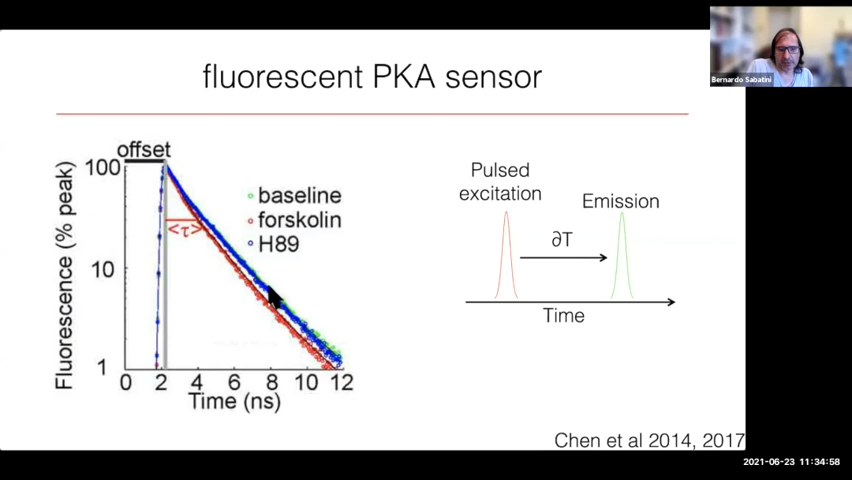 Bernardo Sabatini
fluorescent PKA sensor
offset
Fluorescence (% peak)
100
10
1
baseline
forskolin
H89
<τ>
0 2 4 6 8 10 12
Time (ns)
Pulsed
excitation
Emission
∂T
Time
Chen et al 2014, 2017
2021-06-23 11:34:58